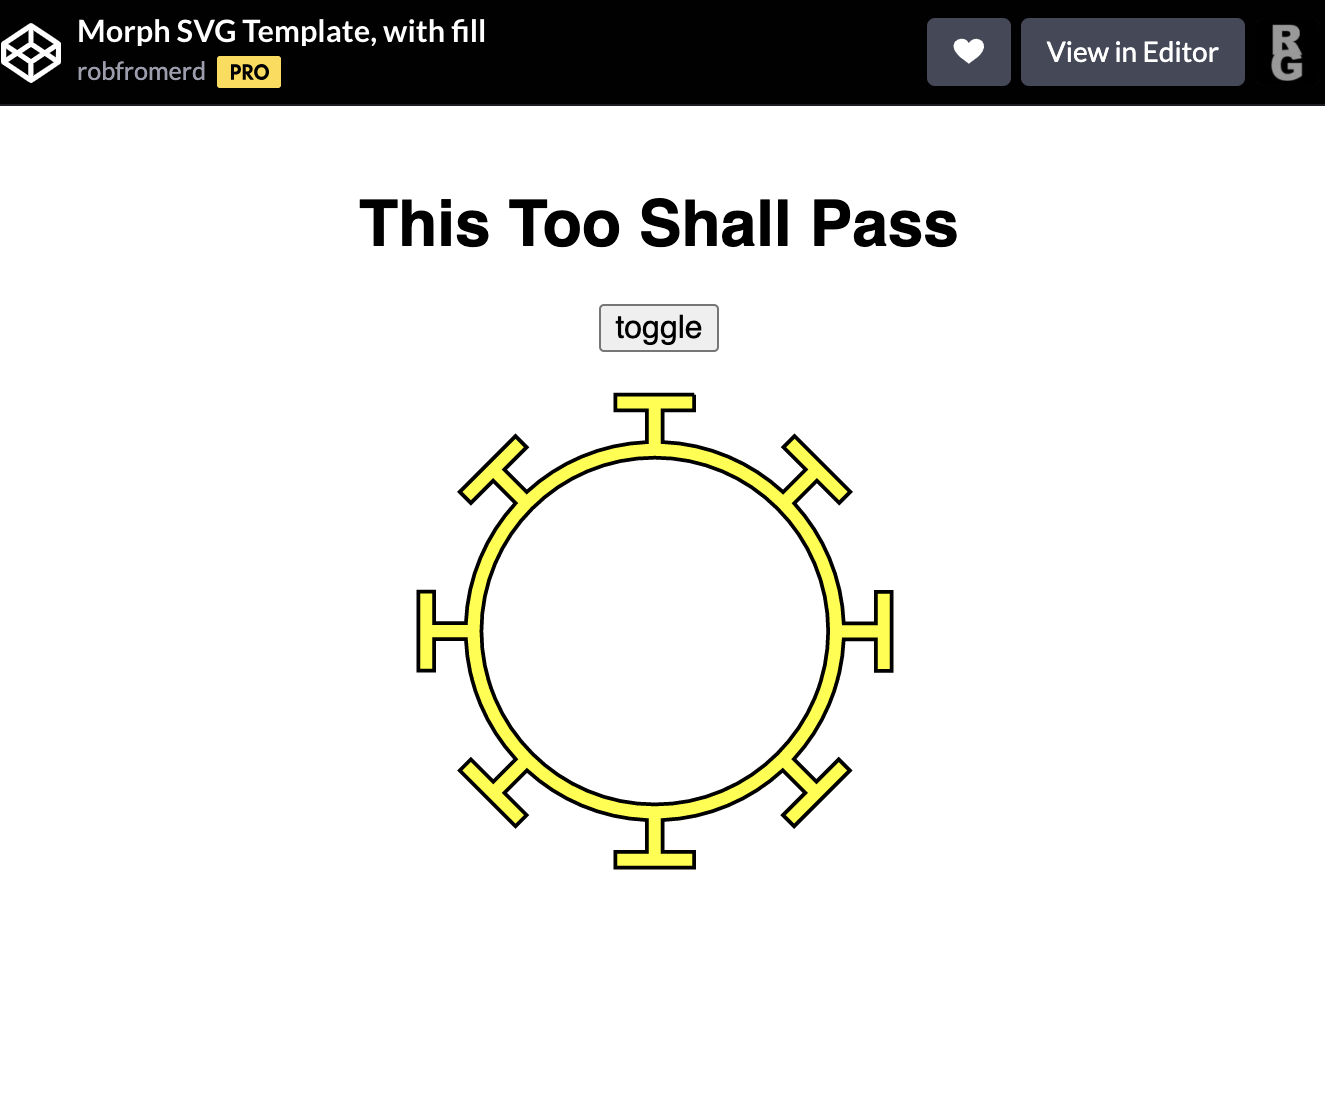 Morph SVG Template, with fill
robfromerd PRO
View in Editor
RG
This Too Shall Pass
toggle